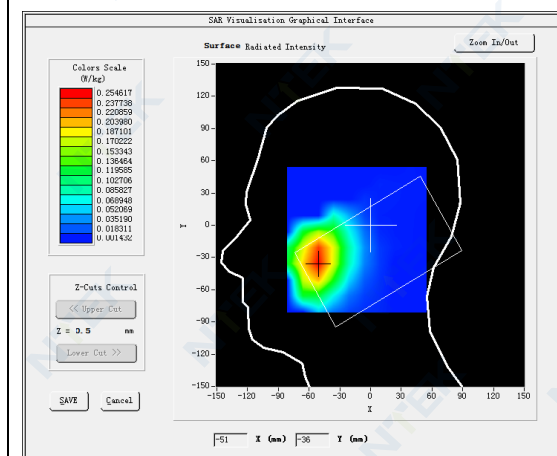 SAR Visualisation Graphical Interface
Surface Radiated Intensity
Zoom In/Out
Colors Scale
(W/kg)
0.254617
0.237738
0.220859
0.203980
0.187101
0.170222
0.153343
0.136464
0.119585
0.102706
0.085827
0.068948
0.052069
0.035190
0.018311
0.001432
150
120
90
60
30
0
-30
-60
-90
-120
-150
Y
-150 -120 -90 -60 -30 0 30 60 90 120 150
X
Z-Cuts Control
<< Upper Cut
Z = 0.5 mm
Lower Cut >>
SAVE Cancel
-51 X (mm) -36 Y (mm)
NTEK